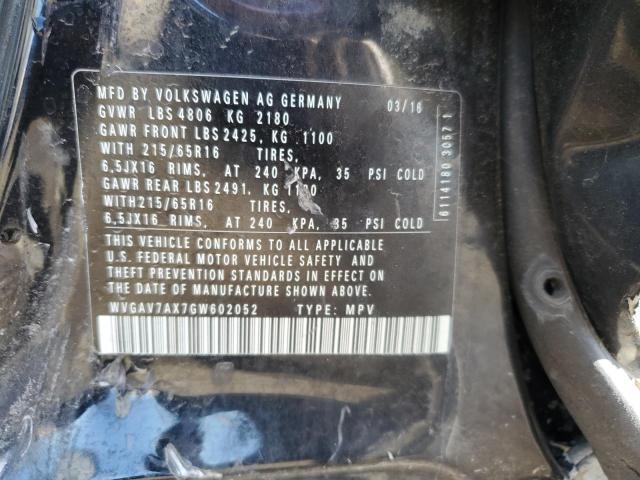 MFD BY VOLKSWAGEN AG GERMANY 03/16
GVWR LBS 4806 KG 2180
GAWR FRONT LBS 2425, KG 1100
WITH 215/65R16 TIRES,
6,5JX16 RIMS, AT 240 KPA, 35 PSI COLD
GAWR REAR LBS 2491, KG
WITH215/65R16 TIRES,
6,5JX16 RIMS, AT 240 KPA, 35 PSI COLD
THIS VEHICLE CONFORMS TO ALL APPLICABLE
U.S. FEDERAL MOTOR VEHICLE SAFETY AND
THEFT PREVENTION STANDARDS IN EFFECT ON
THE DATE OF MANUFACTURE SHOWN ABOVE.
WVGAV7AX7GW602052 TYPE: MPV
6114180 3057 1